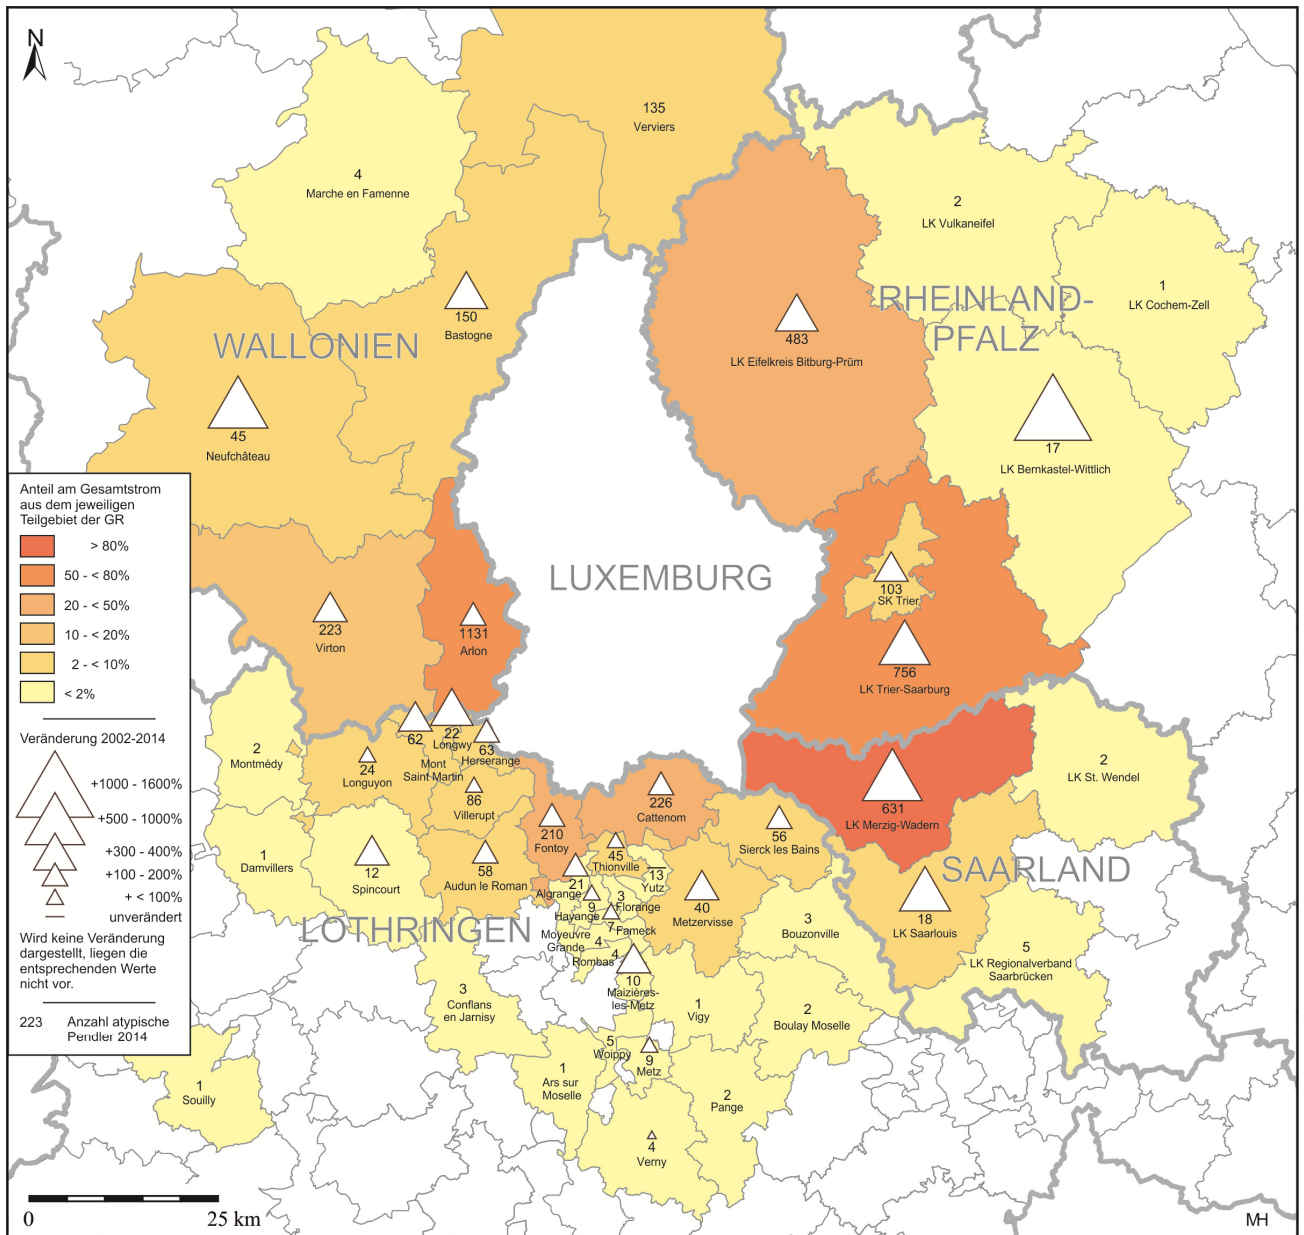 N
135
Verviers
4
Marche en Famenne
2
LK Vulkaneifel
1
LK Cochem-Zell
RHEINLAND-
PFALZ
150
Bastogne
WALLONIEN
483
LK Eifelkreis Bitburg-Prüm
45
Neufchâteau
17
LK Bernkastel-Wittlich
LUXEMBURG
103
SK Trier
223
Virton
1131
Arlon
756
LK Trier-Saarburg
2
Montmédy
62
Mont
Saint Martin
22
Longwy
63
Herserange
24
Longuyon
86
Villerupt
2
LK St. Wendel
631
LK Merzig-Wadern
226
Cattenom
210
Fontoy
56
Sierck les Bains
45
Thionville
1
Damvillers
12
Spincourt
58
Audun le Roman
SAARLAND
13
Yutz
21
Algrange
9
Hayange
3
Florange
7
Fameck
40
Metzervisse
3
Bouzonville
18
LK Saarlouis
LOTHRINGEN
Moyeuvre
Grande
4
Rombas
4
5
LK Regionalverband
Saarbrücken
10
Maizières-
les-Metz
3
Conflans
en Jarnisy
1
Vigy
2
Boulay Moselle
5
Woippy
9
Metz
1
Ars sur
Moselle
2
Pange
1
Souilly
4
Verny
Anteil am Gesamtstrom
aus dem jeweiligen
Teilgebiet der GR
> 80%
50 - < 80%
20 - < 50%
10 - < 20%
2 - < 10%
< 2%
Veränderung 2002-2014
+1000 - 1600%
+500 - 1000%
+300 - 400%
+100 - 200%
+ < 100%
unverändert
Wird keine Veränderung
dargestellt, liegen die
entsprechenden Werte
nicht vor.
223 Anzahl atypische
Pendler 2014
0 25 km
MH